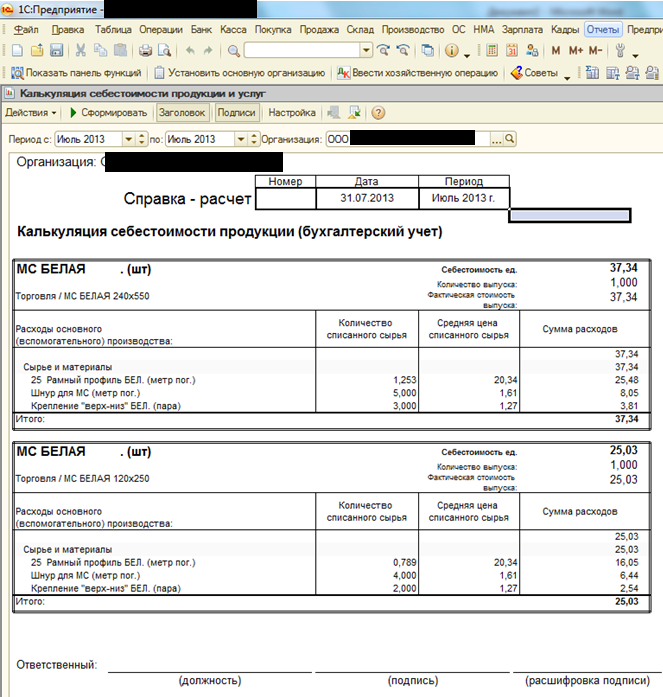 1С:Предприятие -
Файл Правка Таблица Операции Банк Касса Покупка Продажа Склад Производство ОС НМА Зарплата Кадры Отчеты Предпри
M M+ M-
Показать панель функций Установить основную организацию Ввести хозяйственную операцию Советы
Калькуляция себестоимости продукции и услуг
Действия Сформировать Заголовок Подписи Настройка
Период с: Июль 2013 по: Июль 2013 Организация: ООО
Организация:
Номер Дата Период
Справка - расчет 31.07.2013 Июль 2013 г.
Калькуляция себестоимости продукции (бухгалтерский учет)
МС БЕЛАЯ . (шт) Себестоимость ед. 37,34
Количество выпуска: 1,000
Торговля / МС БЕЛАЯ 240х550 Фактическая стоимость выпуска: 37,34
Расходы основного (вспомогательного) производства: Количество списанного сырья Средняя цена списанного сырья Сумма расходов
37,34
Сырье и материалы 37,34
25 Рамный профиль БЕЛ. (метр пог.) 1,253 20,34 25,48
Шнур для МС (метр пог.) 5,000 1,61 8,05
Крепление "верх-низ" БЕЛ. (пара) 3,000 1,27 3,81
Итого: 37,34
МС БЕЛАЯ . (шт) Себестоимость ед. 25,03
Количество выпуска: 1,000
Торговля / МС БЕЛАЯ 120х250 Фактическая стоимость выпуска: 25,03
Расходы основного (вспомогательного) производства: Количество списанного сырья Средняя цена списанного сырья Сумма расходов
25,03
Сырье и материалы 25,03
25 Рамный профиль БЕЛ. (метр пог.) 0,789 20,34 16,05
Шнур для МС (метр пог.) 4,000 1,61 6,44
Крепление "верх-низ" БЕЛ. (пара) 2,000 1,27 2,54
Итого: 25,03
Ответственный:
(должность) (подпись) (расшифровка подписи)